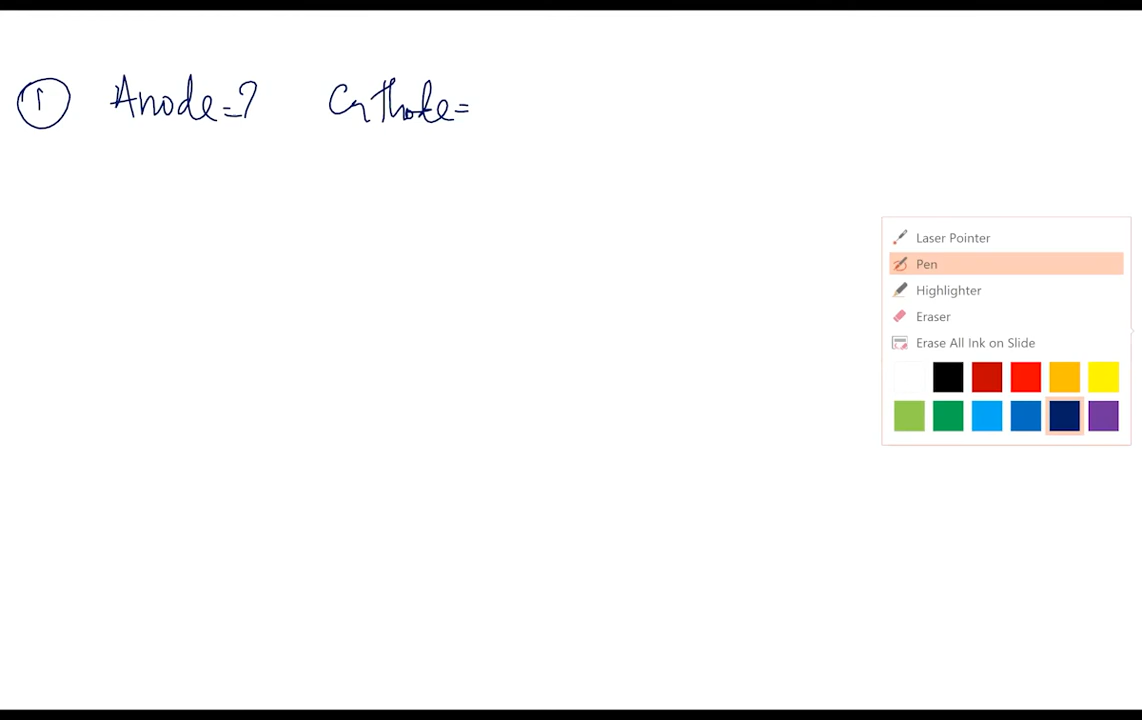 ① Anode=? Cathode=
Laser Pointer
Pen
Highlighter
Eraser
Erase All Ink on Slide